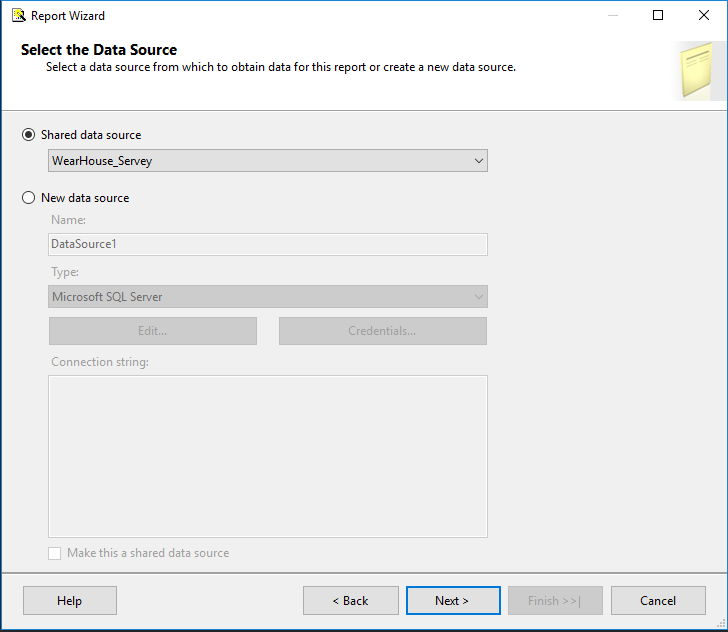 Report Wizard
Select the Data Source
Select a data source from which to obtain data for this report or create a new data source.
Shared data source
WearHouse_Servey
New data source
Name:
DataSource1
Type:
Microsoft SQL Server
Edit... Credentials...
Connection string:
Make this a shared data source
Help < Back Next > Finish >>| Cancel